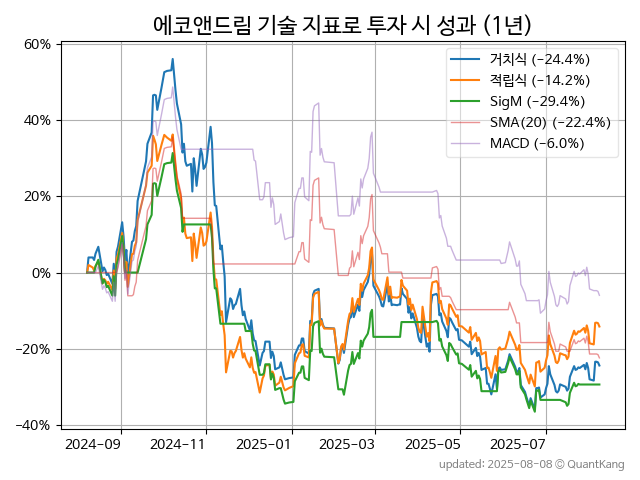 에코앤드림 기술 지표로 투자 시 성과 (1년)
60%
40%
20%
0%
−20%
−40%
거치식 (−24.4%)
적립식 (−14.2%)
SigM (−29.4%)
SMA(20) (−22.4%)
MACD (−6.0%)
2024-09
2024-11
2025-01
2025-03
2025-05
2025-07
updated: 2025-08-08 © QuantKang